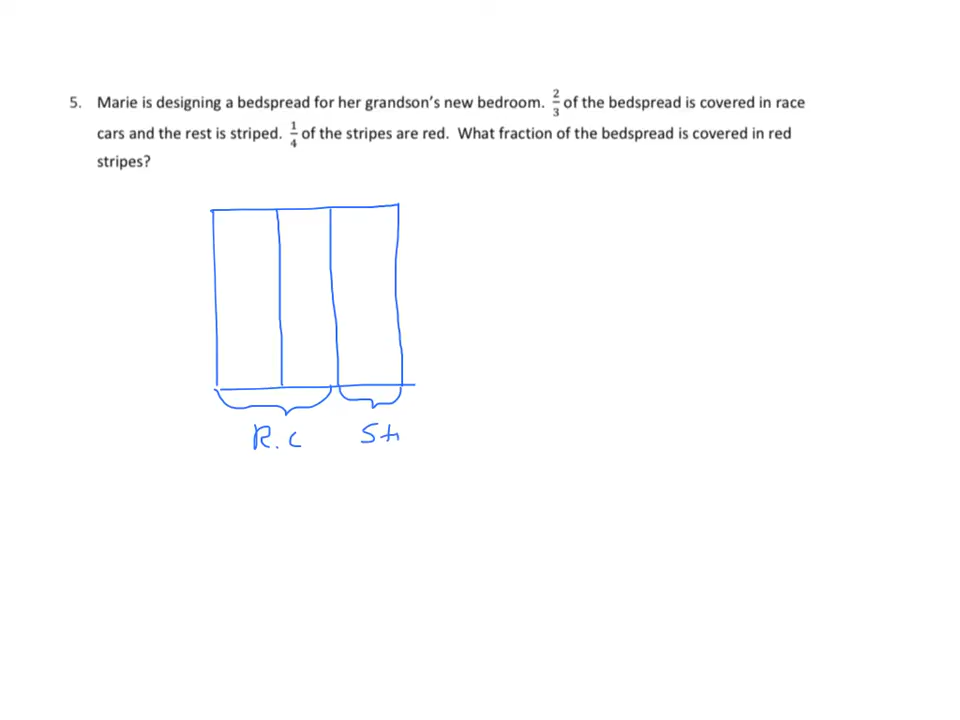 5. Marie is designing a bedspread for her grandson's new bedroom. 2/3 of the bedspread is covered in race
cars and the rest is striped. 1/4 of the stripes are red. What fraction of the bedspread is covered in red
stripes?
R.C St